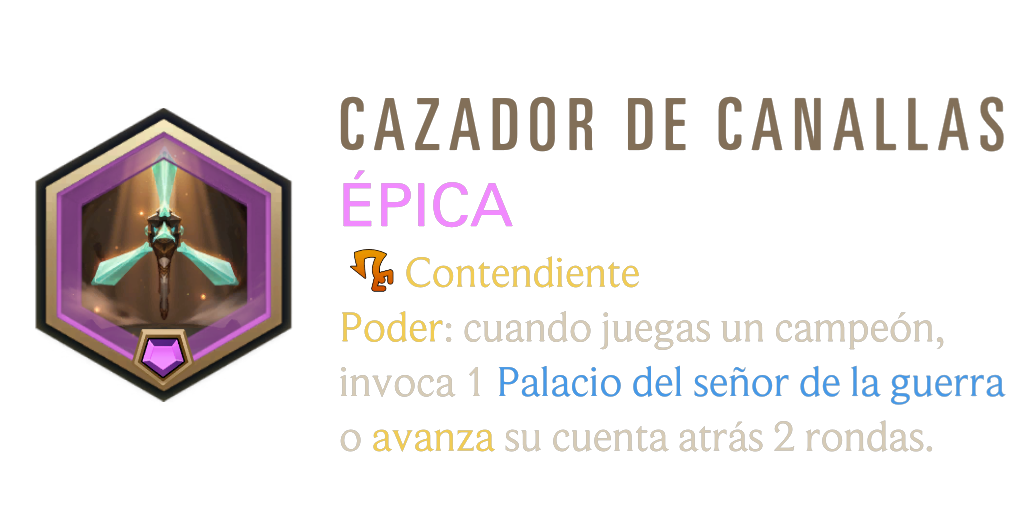 CAZADOR DE CANALLAS
ÉPICA
Contendiente
Poder: cuando juegas un campeón,
invoca 1 Palacio del señor de la guerra
o avanza su cuenta atrás 2 rondas.